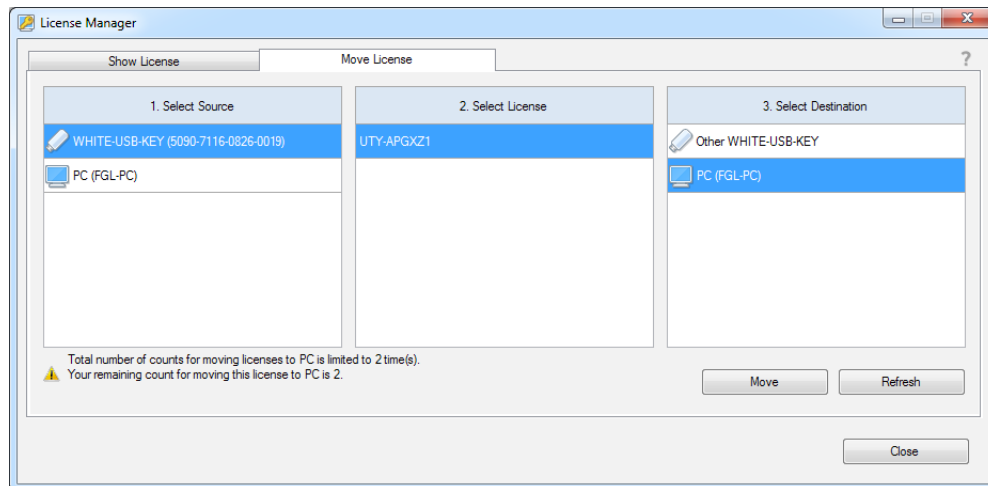 License Manager
Show License
Move License
?
1. Select Source
2. Select License
3. Select Destination
WHITE-USB-KEY (5090-7116-0826-0019)
UTY-APGXZ1
Other WHITE-USB-KEY
PC (FGL-PC)
PC (FGL-PC)
Total number of counts for moving licenses to PC is limited to 2 time(s).
Your remaining count for moving this license to PC is 2.
Move
Refresh
Close